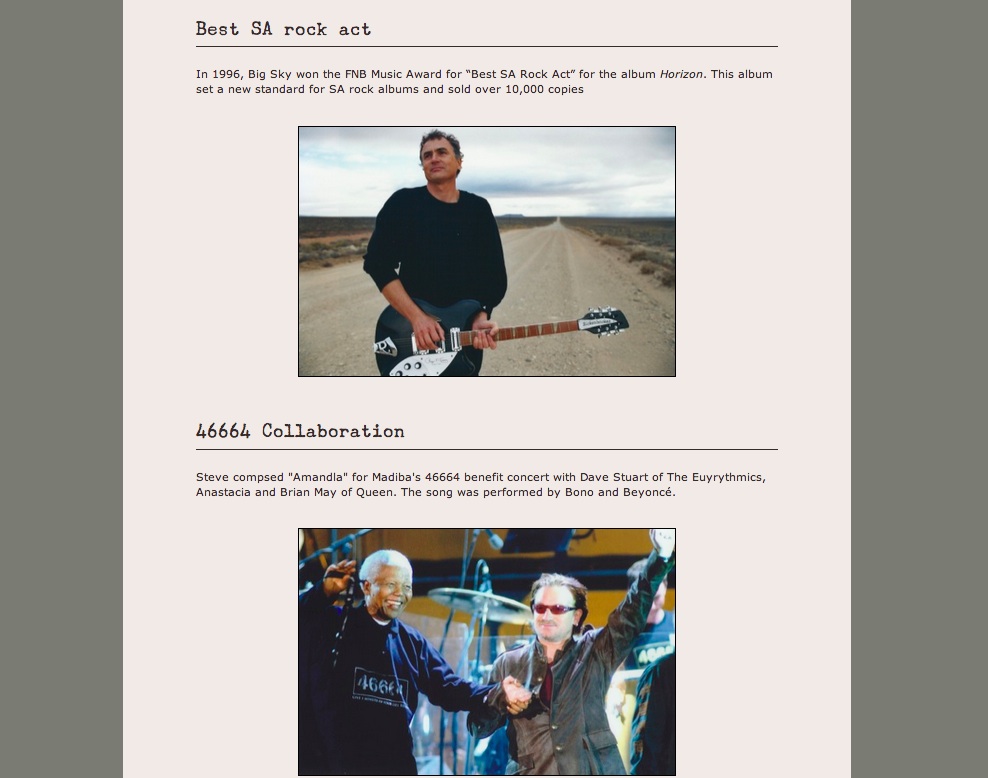 Best SA rock act
In 1996, Big Sky won the FNB Music Award for “Best SA Rock Act” for the album Horizon. This album
set a new standard for SA rock albums and sold over 10,000 copies
46664 Collaboration
Steve compsed "Amandla" for Madiba's 46664 benefit concert with Dave Stuart of The Euyrythmics,
Anastacia and Brian May of Queen. The song was performed by Bono and Beyoncé.
46664